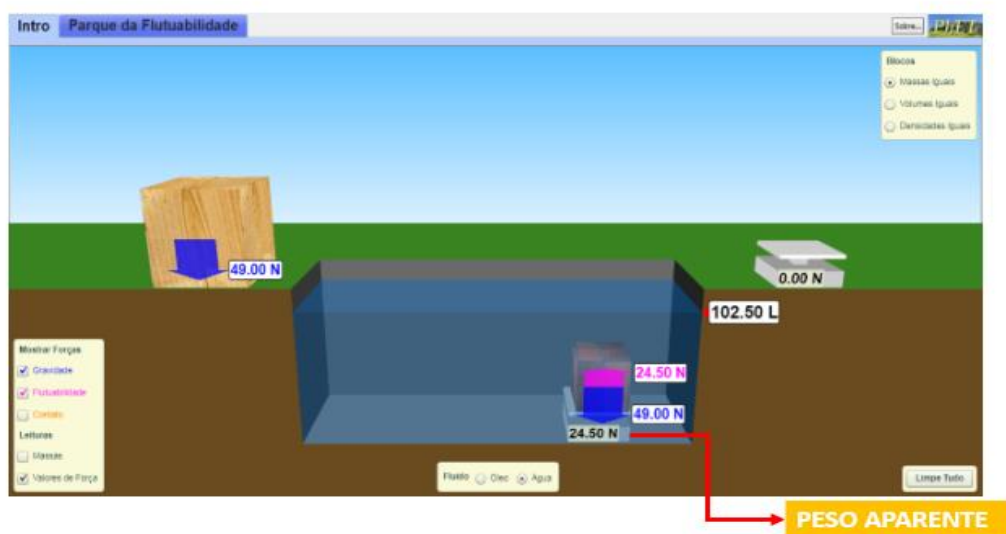 Intro Parque da Flutuabilidade
Sobre... PhET
Blocos
Massas Iguais
Volumes Iguais
Densidades Iguais
49.00 N
0.00 N
102.50 L
24.50 N
49.00 N
24.50 N
Mostrar Forças
Gravidade
Flutuabilidade
Contato
Leituras
Massas
Valores de Força
Fluido Óleo Água
Limpe Tudo
PESO APARENTE